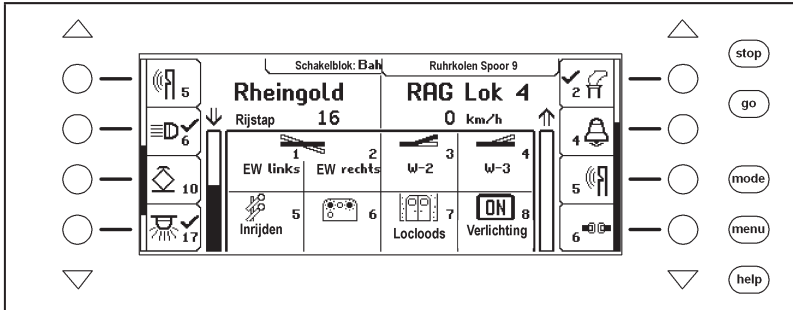 stop
go
mode
menu
help
Schakelblok: Bah
Ruhrkolen Spoor 9
Rheingold
RAG Lok 4
Rijstap 16
0 km/h
5
6
10
17
1
EW links
2
EW rechts
3
W-2
4
W-3
5
Inrijden
6
7
Locloods
ON
8
Verlichting
2
4
5
6